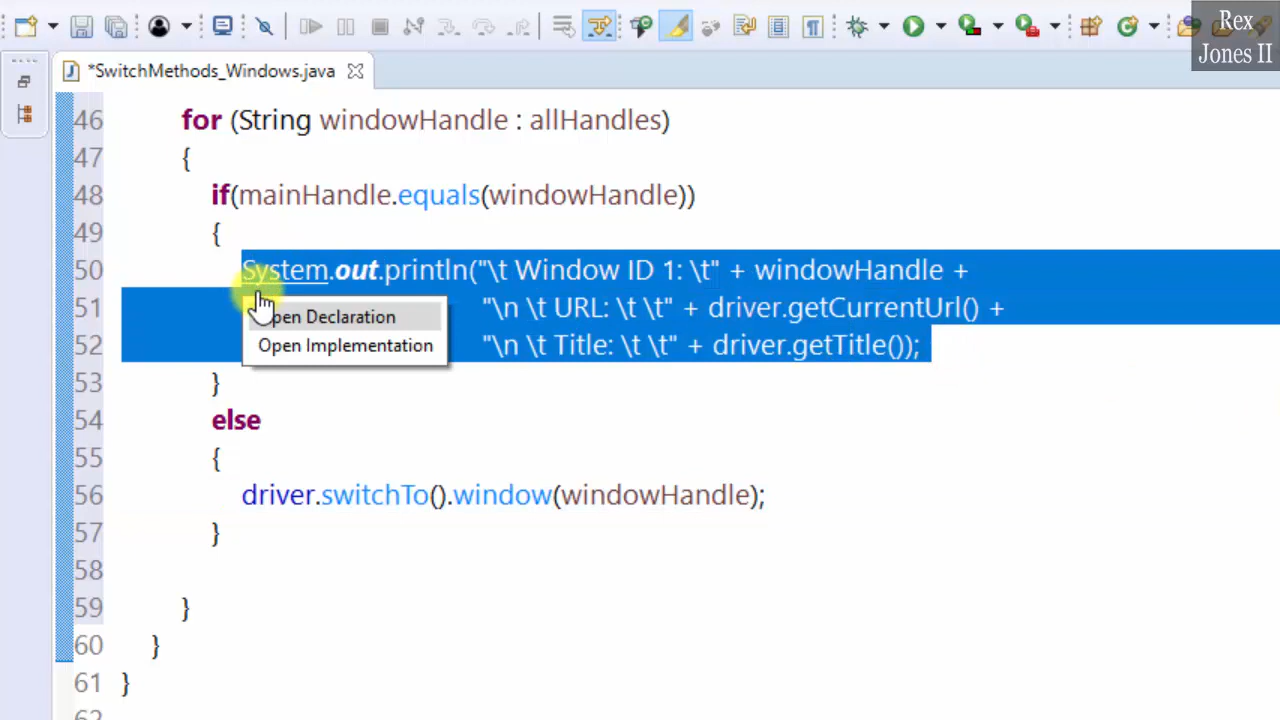 Rex
Jones II
*SwitchMethods_Windows.java
46 for (String windowHandle : allHandles)
47 {
48 if(mainHandle.equals(windowHandle))
49 {
50 System.out.println("\t Window ID 1: \t" + windowHandle +
51 "\n \t URL: \t \t" + driver.getCurrentUrl() +
Open Declaration
52 "\n \t Title: \t \t" + driver.getTitle());
Open Implementation
53 }
54 else
55 {
56 driver.switchTo().window(windowHandle);
57 }
58
59 }
60 }
61 }
62